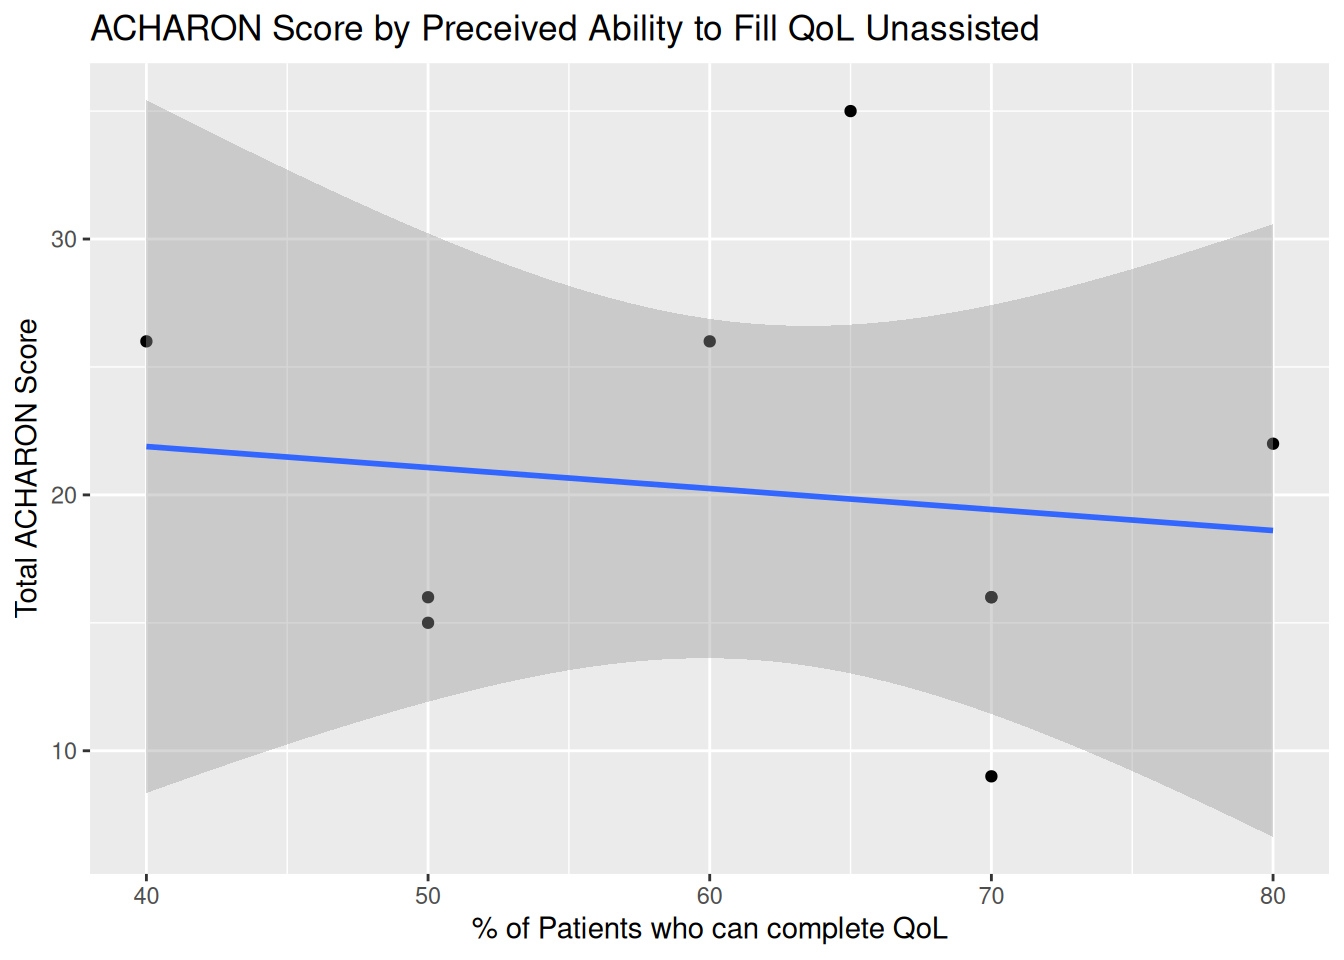 ACHARON Score by Preceived Ability to Fill QoL Unassisted
Total ACHARON Score
30
20
10
40 50 60 70 80
% of Patients who can complete QoL